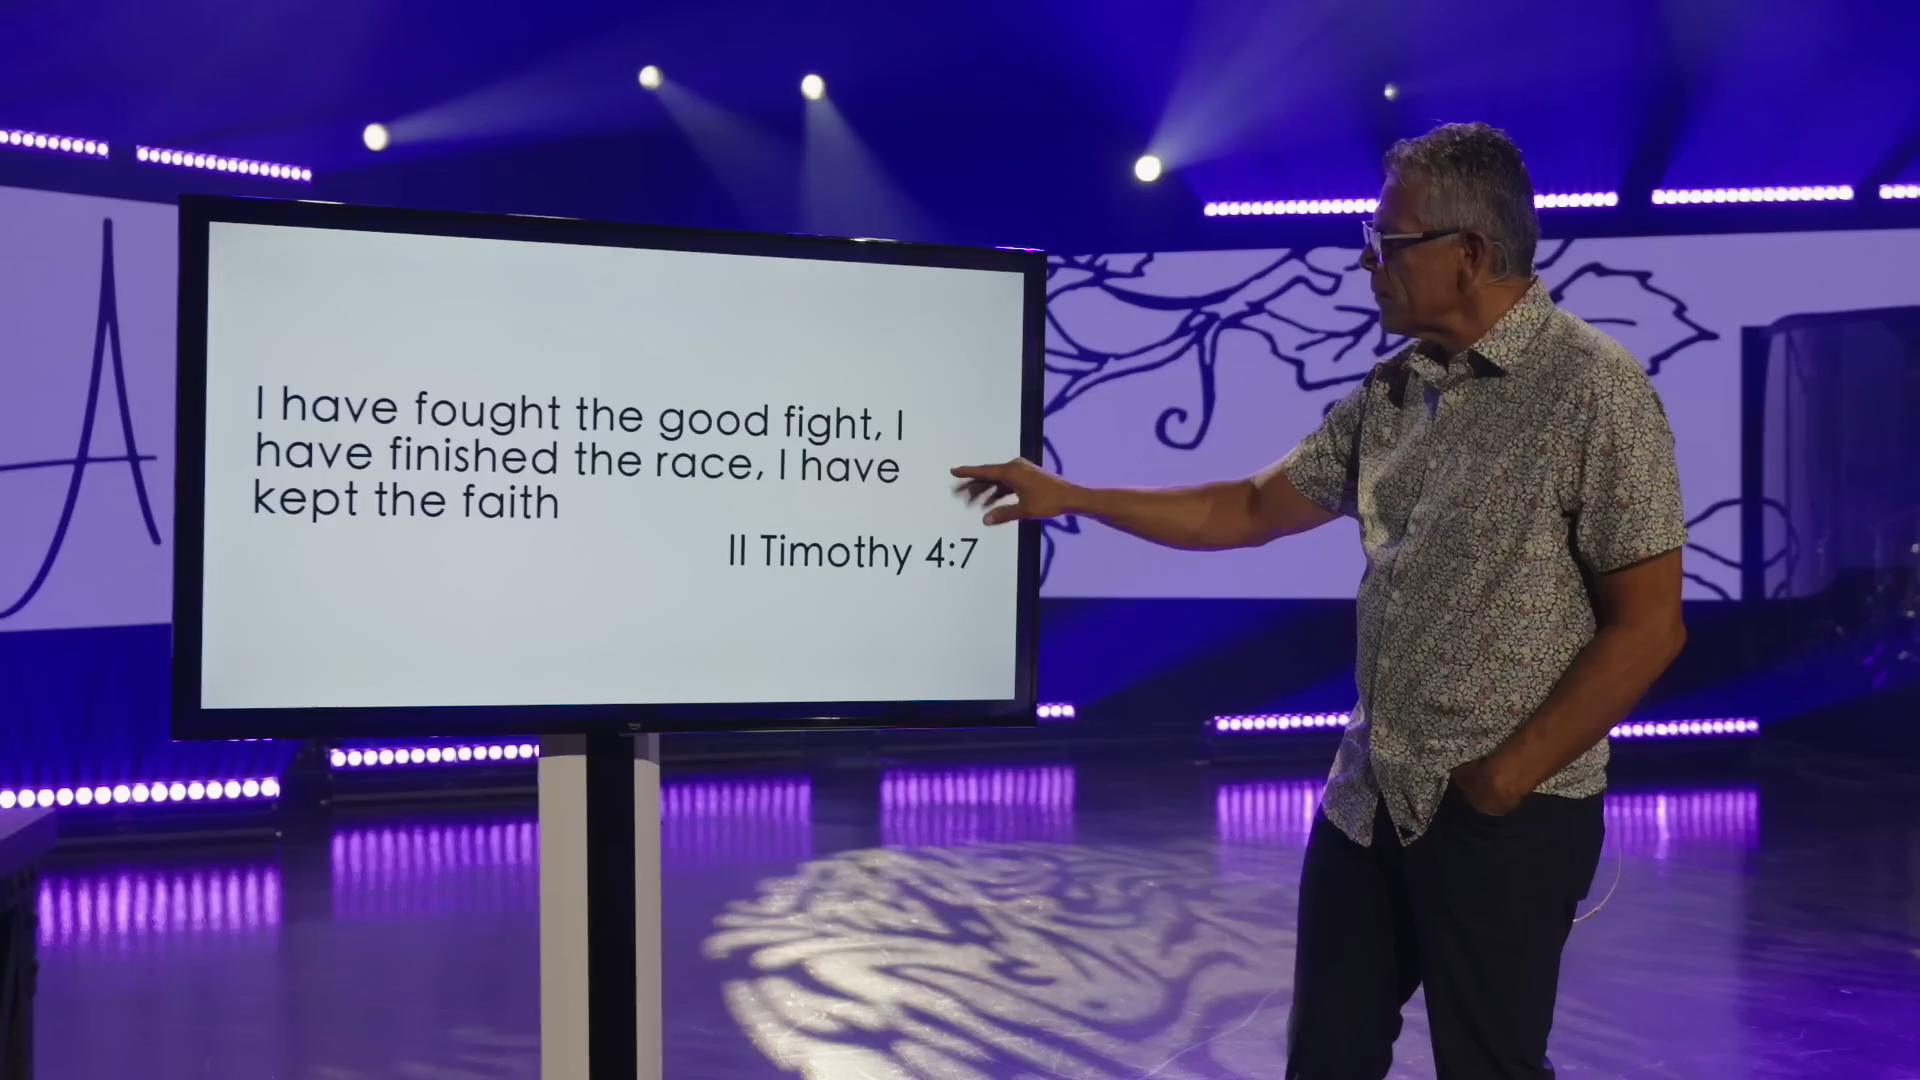 I have fought the good fight, I
have finished the race, I have
kept the faith
II Timothy 4:7
A